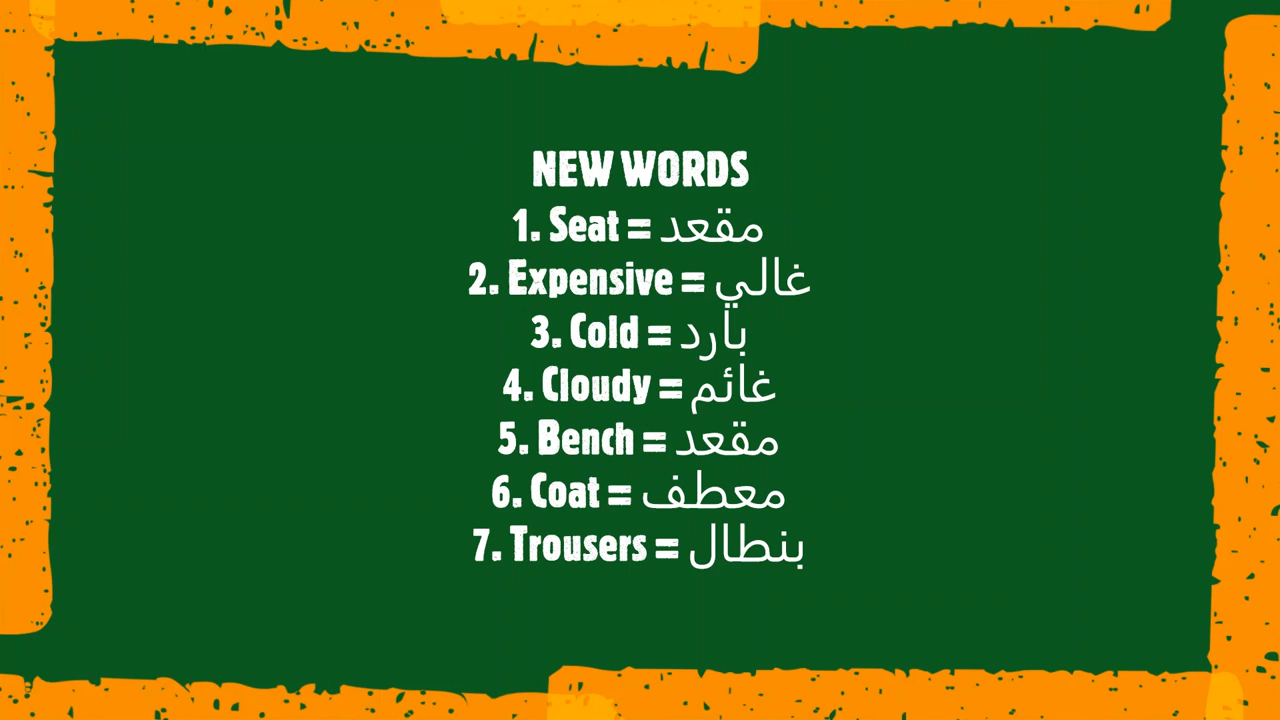 NEW WORDS
1. Seat = مقعد
2. Expensive = غالي
3. Cold = بارد
4. Cloudy = غائم
5. Bench = مقعد
6. Coat = معطف
7. Trousers = بنطال